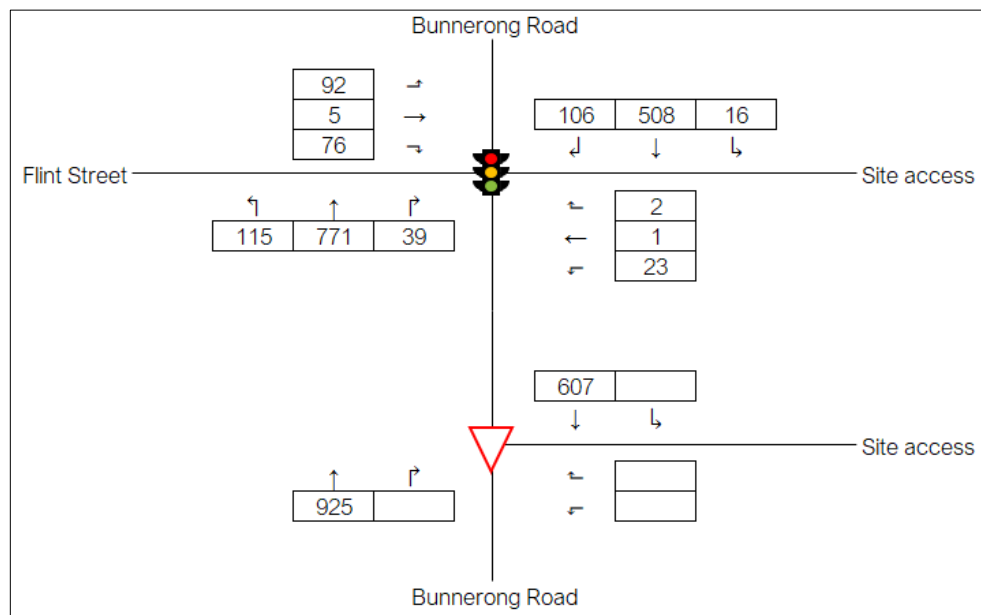 Bunnerong Road
92
5
76
106 508 16
Flint Street
Site access
115 771 39
2
1
23
607
Site access
925
Bunnerong Road